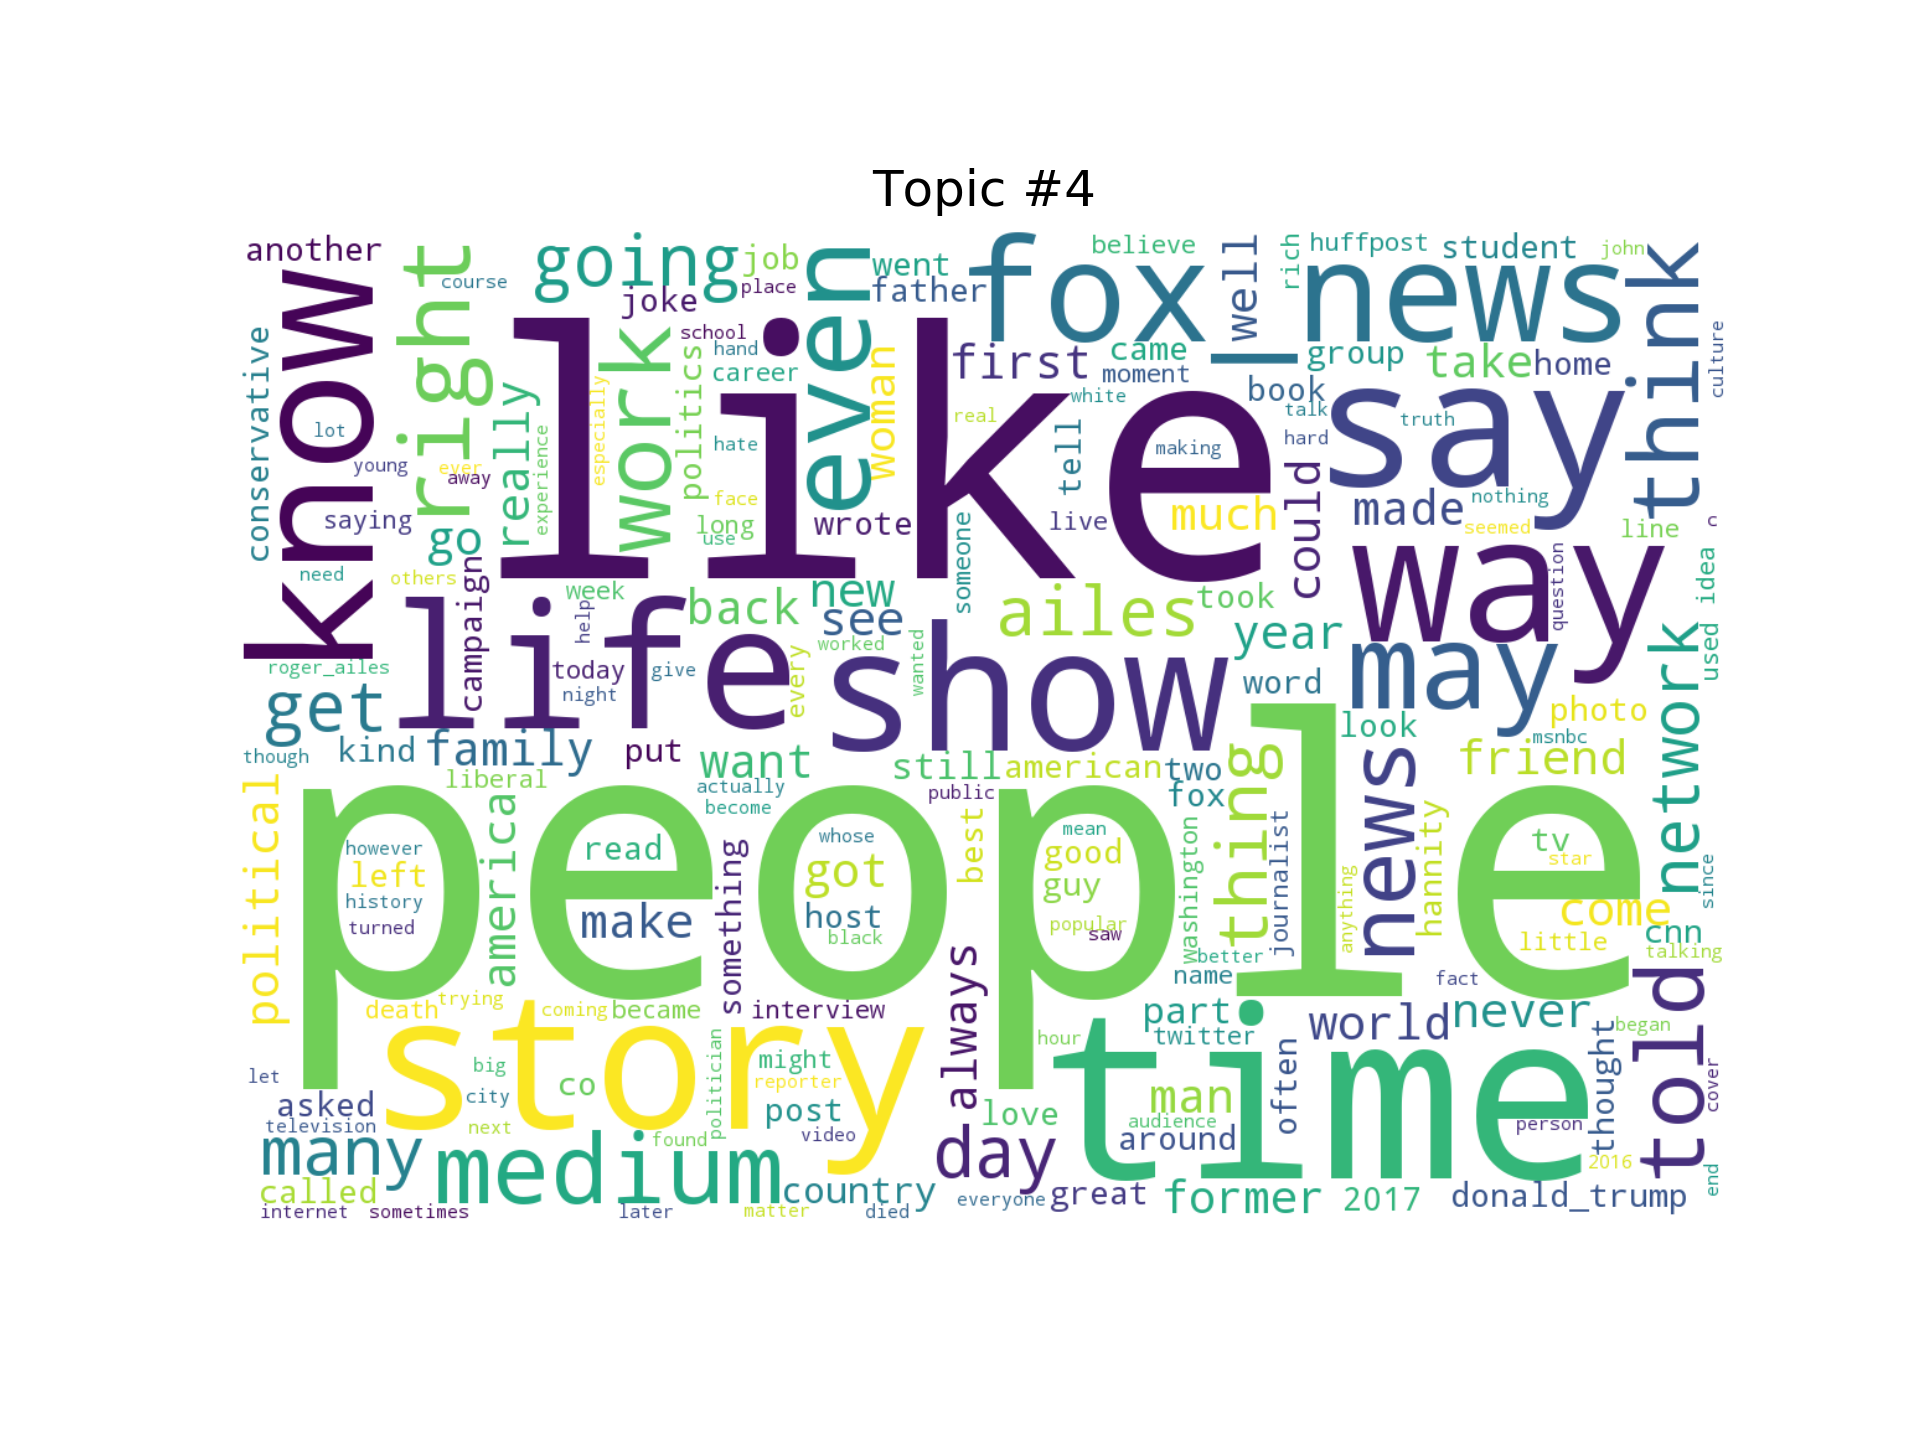 Topic #4
another
know
right
course
going
job
joke
place
even
went
father
fox_news
believe
well
rich
huffpost
student
john
think
culture
conservative
lot
young
saying
ever
away
really
experience
especially
work
politics
school
hand
career
hate
face
long
use
like
woman
wrote
first
came
moment
white
real
tell
making
live
much
group
take
home
book
talk
hard
say
truth
could
made
nothing
seemed
line
c
go
need
others
campaign
week
help
life
today
night
give
every
back
new
see
worked
wanted
someone
show
ailes
took
year
word
way
question
may
idea
used
network
roger_ailes
get
though
kind
family
put
want
liberal
actually
become
still
american
public
two
fox
look
photo
msnbc
friend
thing
news
political
people
however
left
history
turned
america
read
make
something
whose
got
host
black
best
mean
good
guy
popular
saw
washington
journalist
better
name
anything
hannity
tv
star
come
little
cnn
since
talking
fact
told
death
trying
coming
became
interview
always
story
time
let
asked
television
many
called
internet
sometimes
big
city
next
co
medium
found
politician
might
reporter
post
video
country
later
matter
died
day
everyone
great
hour
love
part
twitter
man
audience
around
often
world
never
began
thought
person
2016
cover
end
former
2017
donald_trump